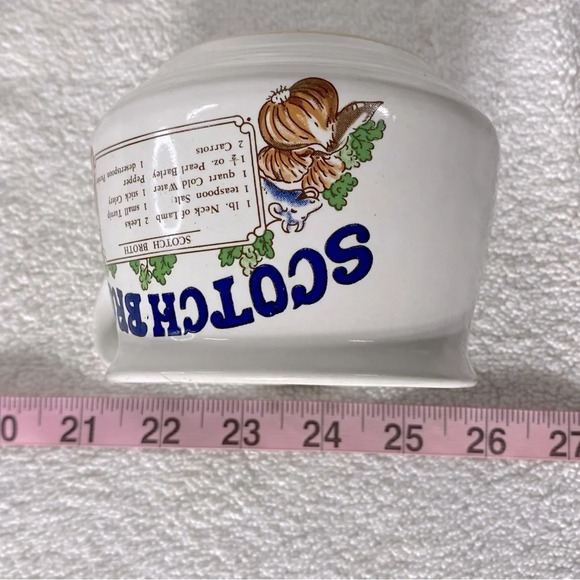 SCOTCH BR
SCOTCH BROTH
1 lb. Neck of Lamb 2 Leeks
1 teaspoon Salt: 1 small Turnip
1 quart Cold Water 1 stick Celery
1½ oz. Pearl Barley Pepper
2 Carrots 1 dessertspoon
0 21 22 23 24 25 26 27